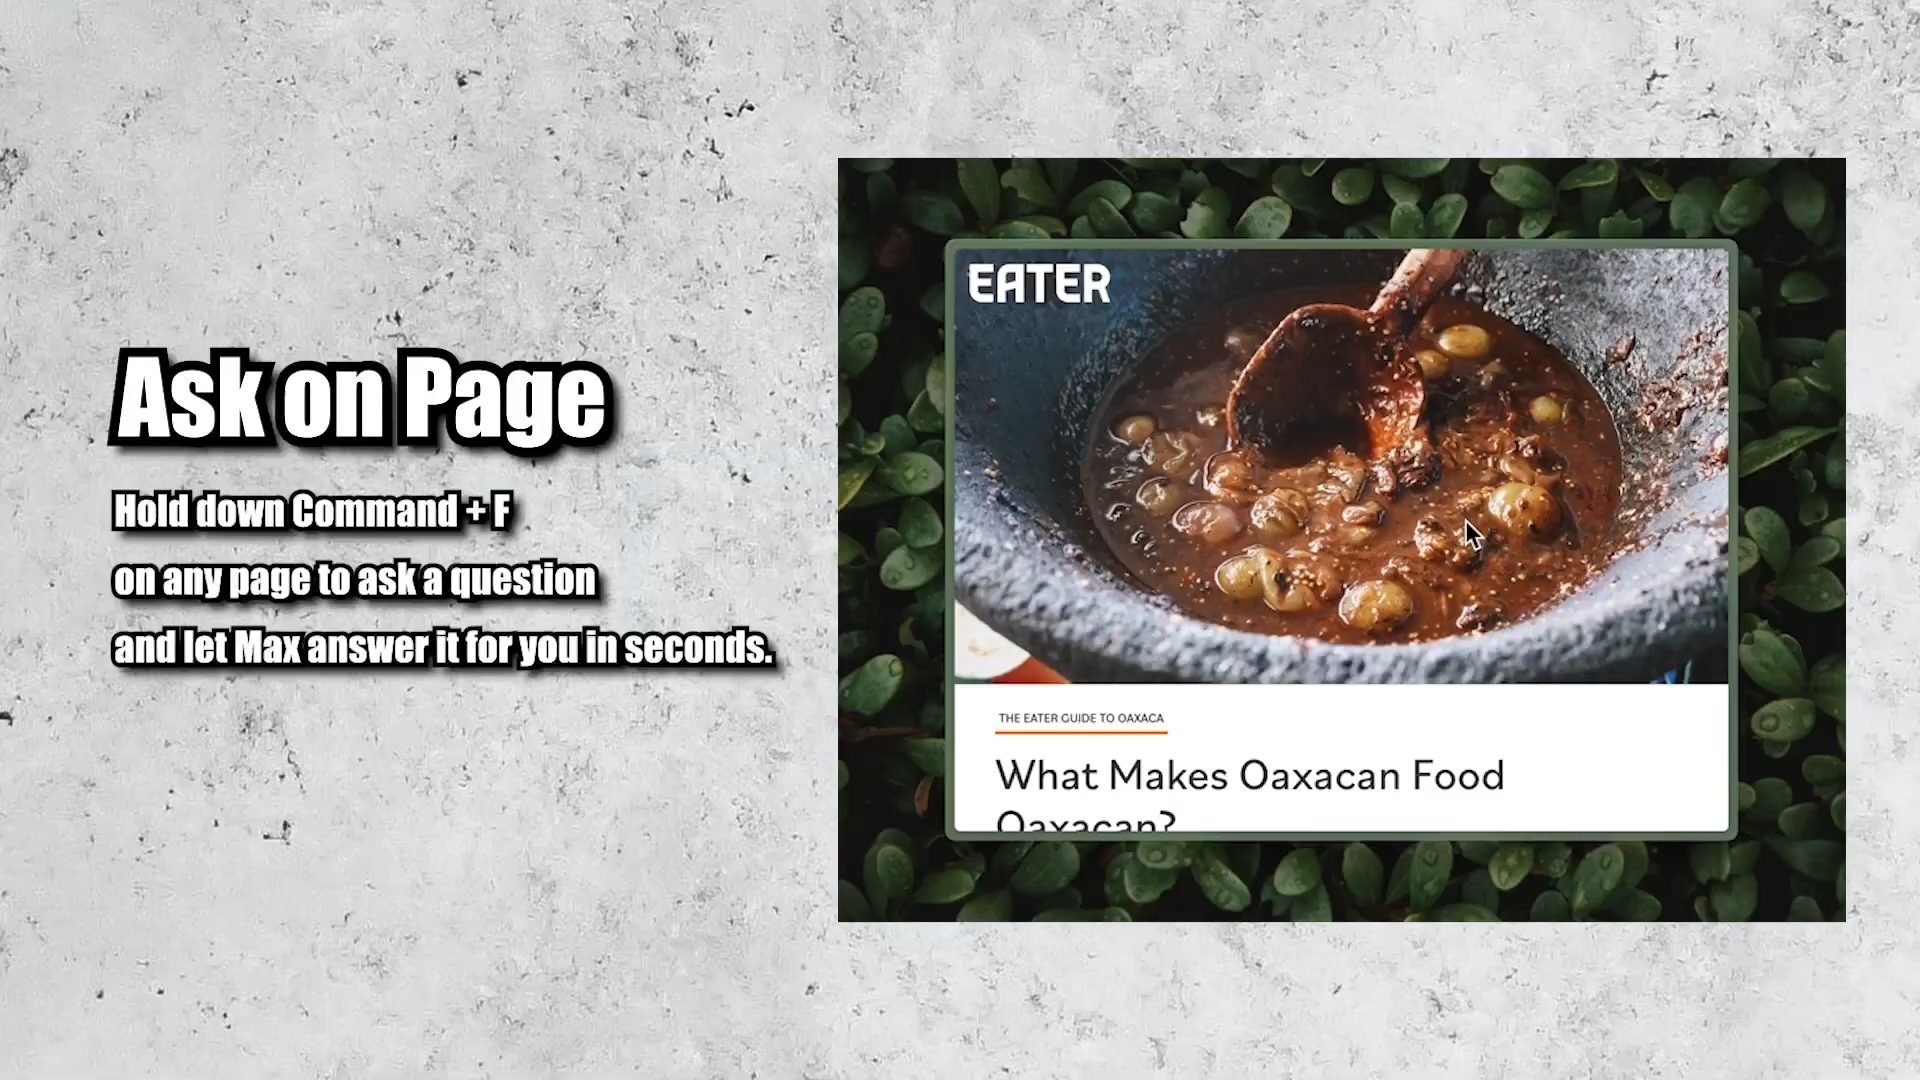 Ask on Page
Hold down Command + F
on any page to ask a question
and let Max answer it for you in seconds.
EATER
THE EATER GUIDE TO OAXACA
What Makes Oaxacan Food
Oaxacan?